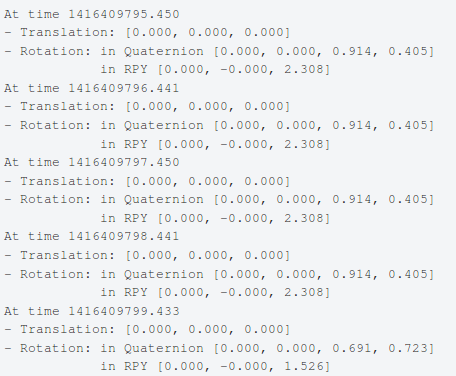 At time 1416409795.450
- Translation: [0.000, 0.000, 0.000]
- Rotation: in Quaternion [0.000, 0.000, 0.914, 0.405]
            in RPY [0.000, -0.000, 2.308]
At time 1416409796.441
- Translation: [0.000, 0.000, 0.000]
- Rotation: in Quaternion [0.000, 0.000, 0.914, 0.405]
            in RPY [0.000, -0.000, 2.308]
At time 1416409797.450
- Translation: [0.000, 0.000, 0.000]
- Rotation: in Quaternion [0.000, 0.000, 0.914, 0.405]
            in RPY [0.000, -0.000, 2.308]
At time 1416409798.441
- Translation: [0.000, 0.000, 0.000]
- Rotation: in Quaternion [0.000, 0.000, 0.914, 0.405]
            in RPY [0.000, -0.000, 2.308]
At time 1416409799.433
- Translation: [0.000, 0.000, 0.000]
- Rotation: in Quaternion [0.000, 0.000, 0.691, 0.723]
            in RPY [0.000, -0.000, 1.526]